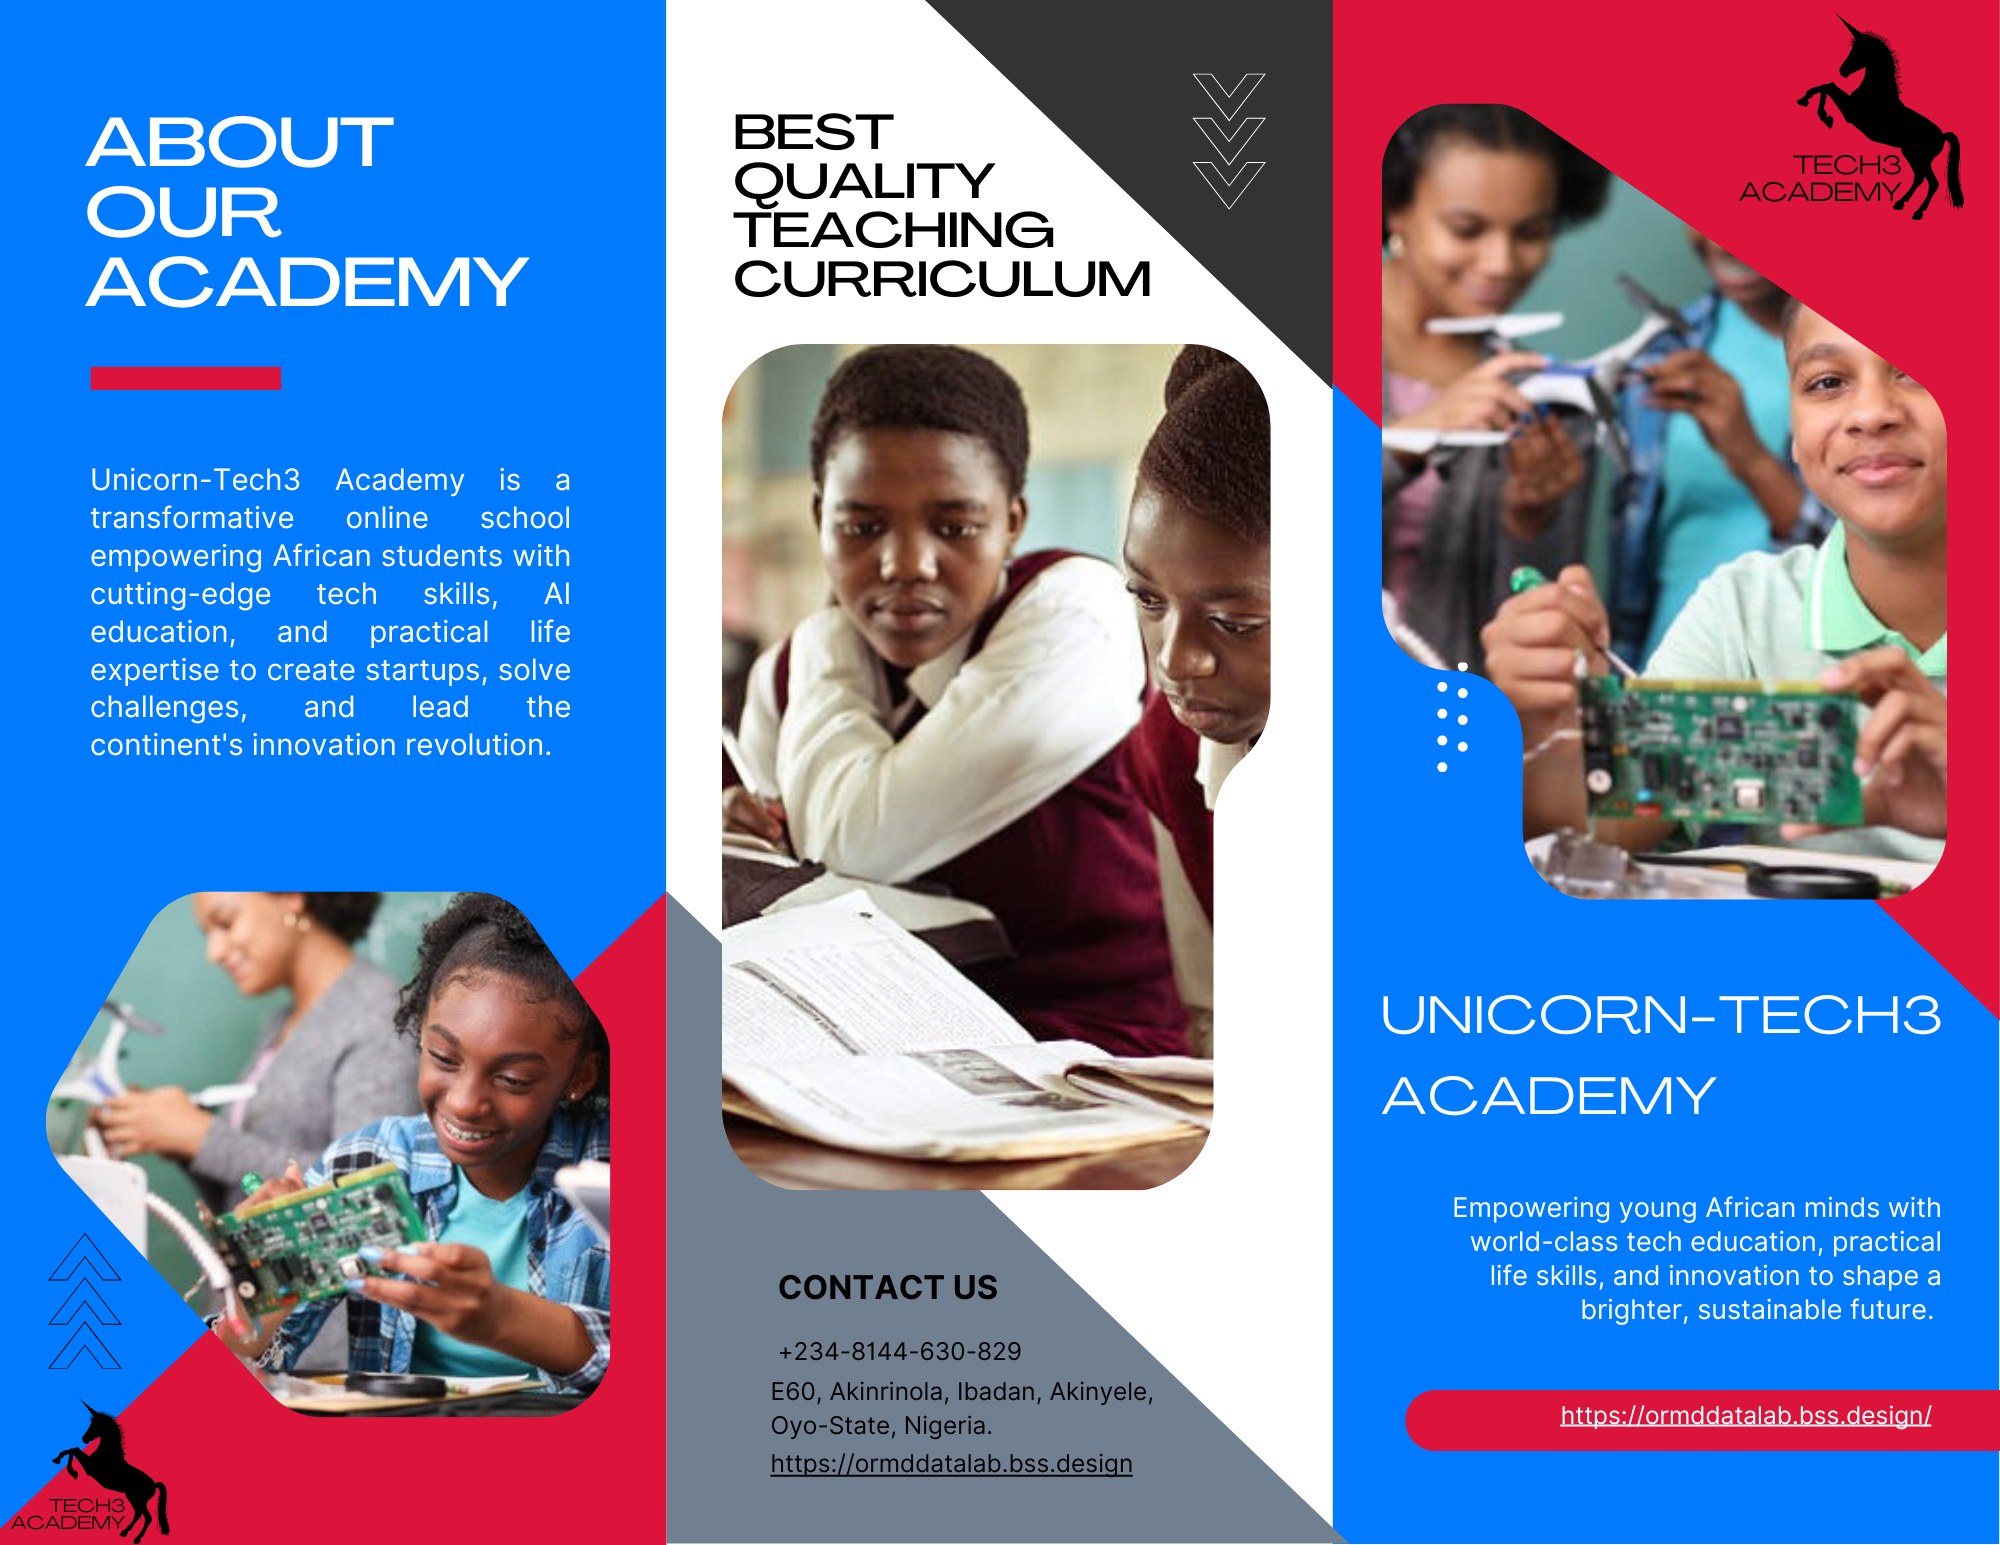 ABOUT
OUR
ACADEMY
Unicorn-Tech3 Academy is a
transformative online school
empowering African students with
cutting-edge tech skills, AI
education, and practical life
expertise to create startups, solve
challenges, and lead the
continent's innovation revolution.
TECH3
ACADEMY
BEST
QUALITY
TEACHING
CURRICULUM
CONTACT US
+234-8144-630-829
E60, Akinrinola, Ibadan, Akinyele,
Oyo-State, Nigeria.
https://ormddatalab.bss.design
TECH3
ACADEMY
UNICORN-TECH3
ACADEMY
Empowering young African minds with
world-class tech education, practical
life skills, and innovation to shape a
brighter, sustainable future.
https://ormddatalab.bss.design/